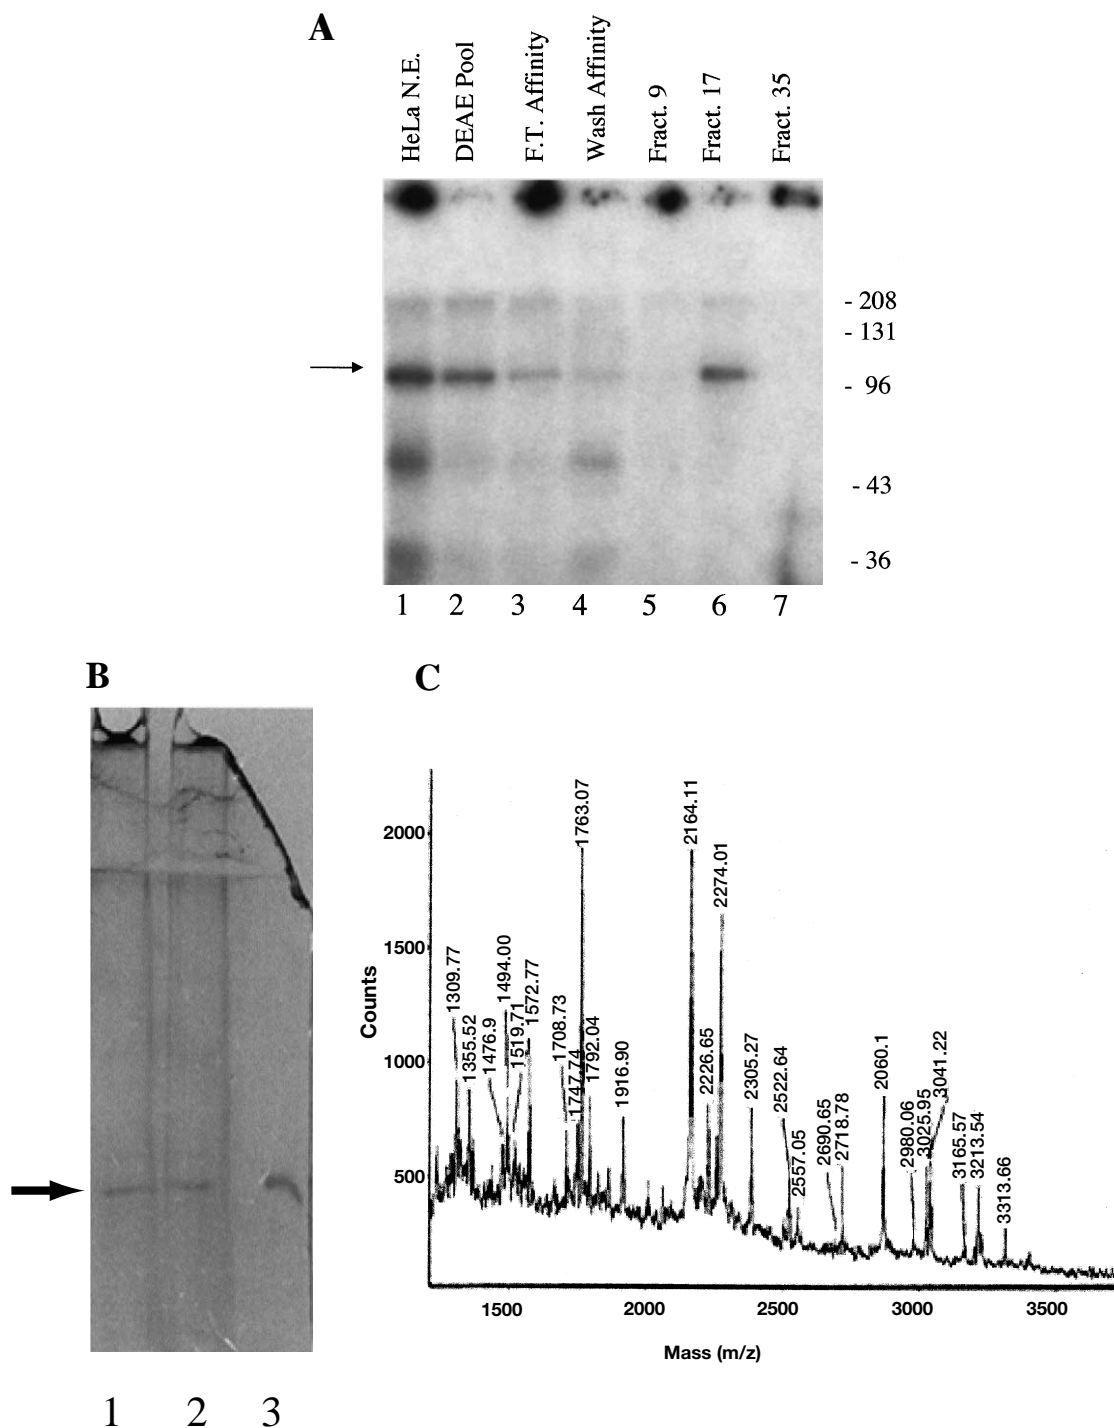 A
HeLa N.E.
DEAE Pool
F.T. Affinity
Wash Affinity
Fract. 9
Fract. 17
Fract. 35
- 208
- 131
- 96
- 43
- 36
1 2 3 4 5 6 7
B
1 2 3
C
Counts
2000
1500
1000
500
1309.77
1355.52
1476.9
1494.00
1519.71
1572.77
1708.73
1747.74
1763.07
1792.04
1916.90
2164.11
2226.65
2274.01
2305.27
2522.64
2557.05
2690.65
2718.78
2060.1
2980.06
3025.95
3041.22
3165.57
3213.54
3313.66
1500 2000 2500 3000 3500
Mass (m/z)